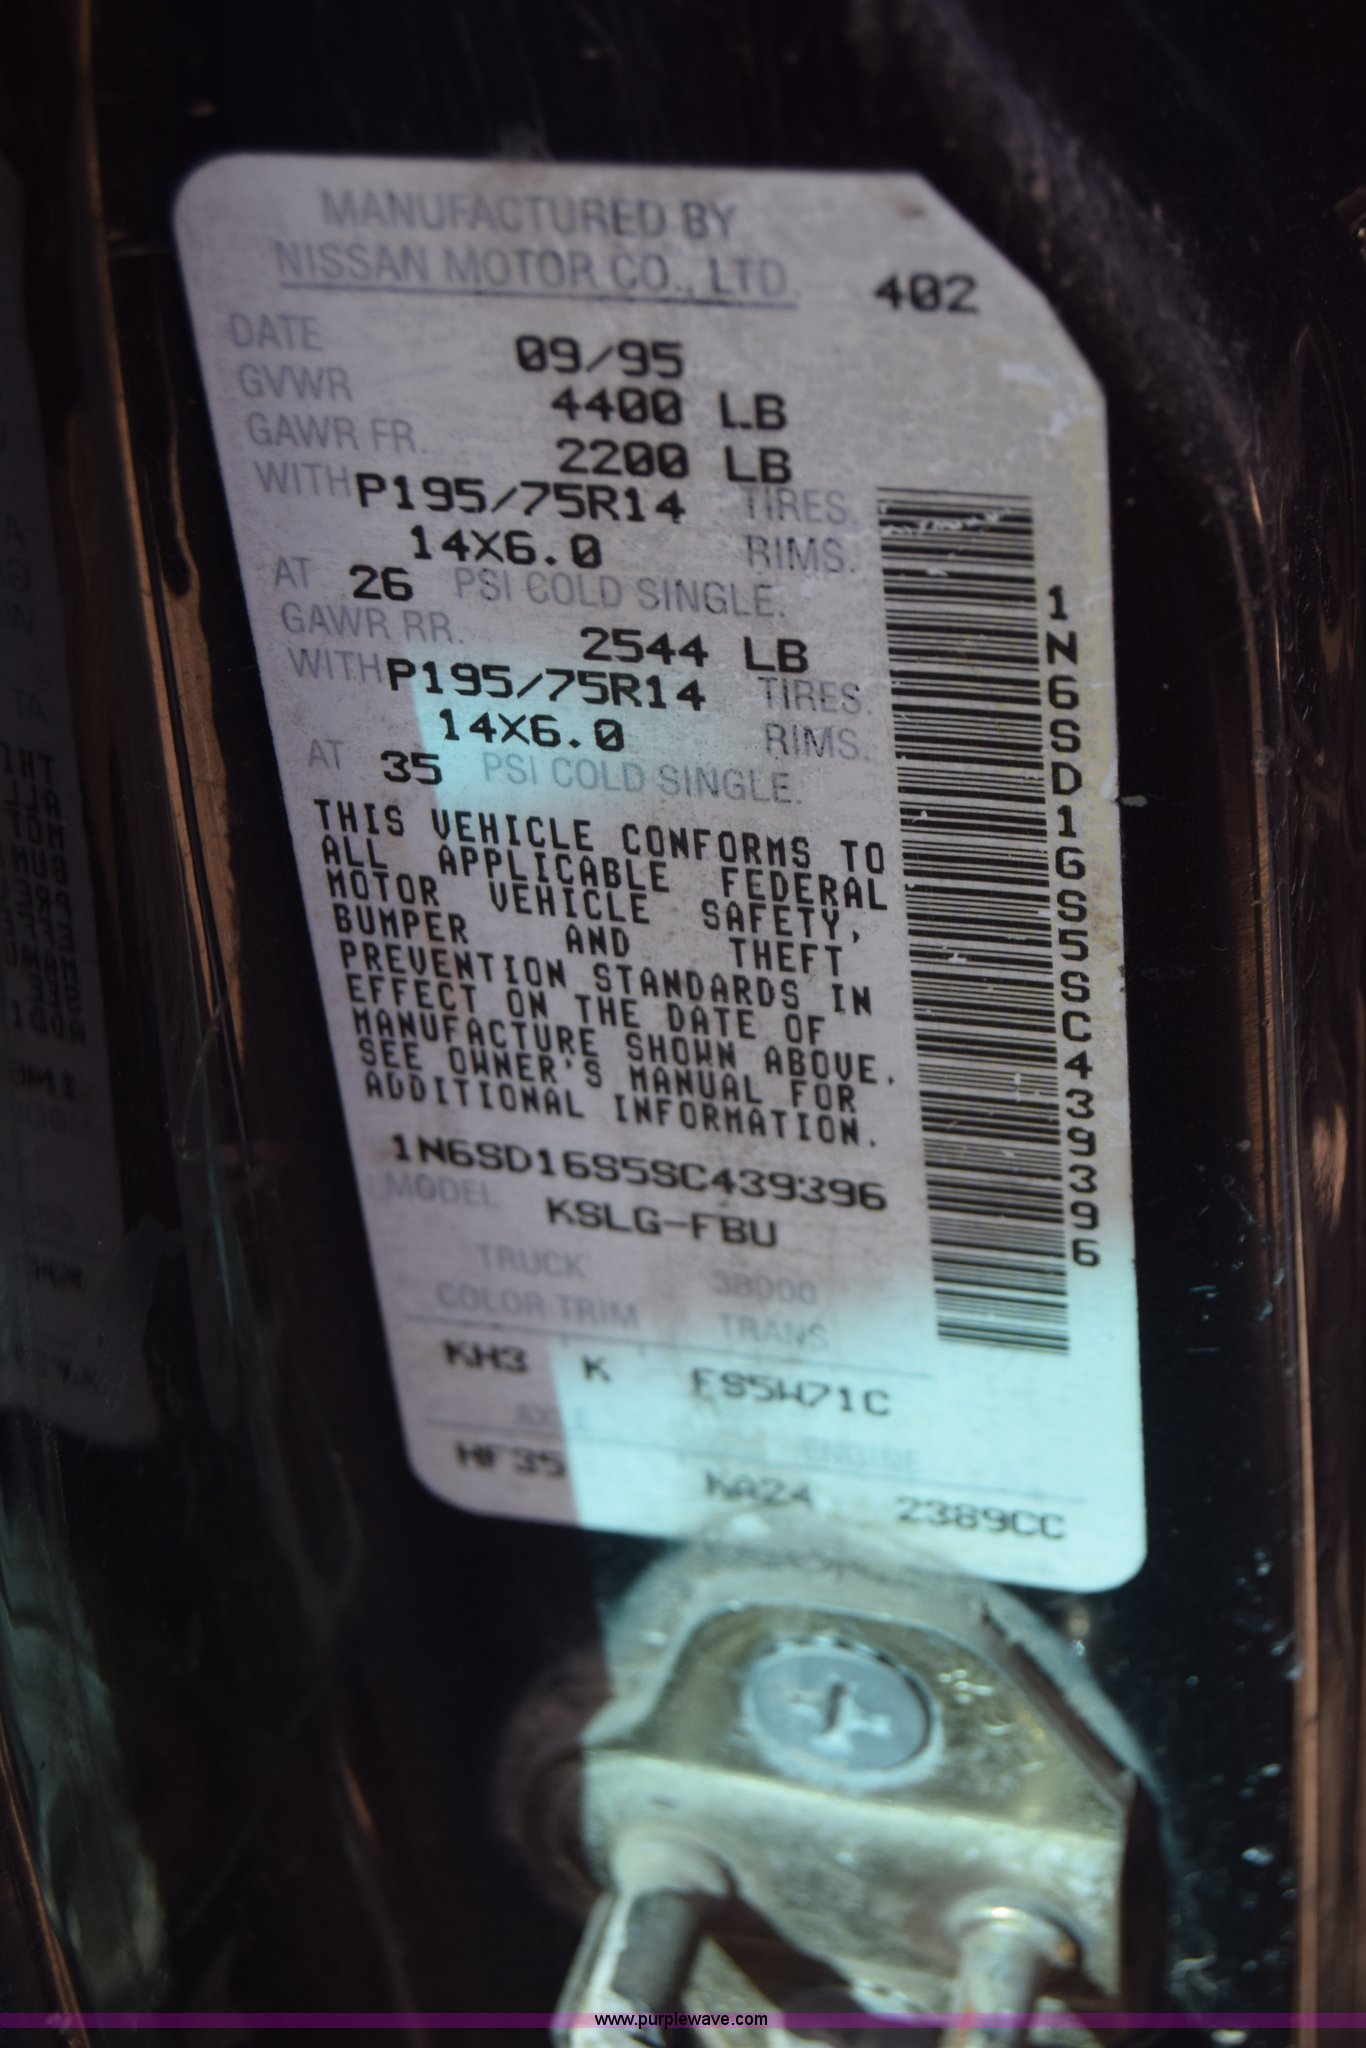 MANUFACTURED BY
NISSAN MOTOR CO., LTD.
402
DATE 09/95
GVWR 4400 LB
GAWR FR. 2200 LB
WITH P195/75R14 TIRES.
14X6.0 RIMS.
AT 26 PSI COLD SINGLE.
GAWR RR. 2544 LB
WITH P195/75R14 TIRES.
14X6.0 RIMS.
AT 35 PSI COLD SINGLE.
THIS VEHICLE CONFORMS TO
ALL APPLICABLE FEDERAL
MOTOR VEHICLE SAFETY,
BUMPER AND THEFT
PREVENTION STANDARDS IN
EFFECT ON THE DATE OF
MANUFACTURE SHOWN ABOVE.
SEE OWNER'S MANUAL FOR
ADDITIONAL INFORMATION.
1N6SD16S5SC439396
MODEL KSLG-FBU
TRUCK 38000
COLOR TRIM TRANS
KH3 K FS5W71C
AXLE ENGINE
HF35 KA24 2389CC
1N6SD1GS5SC439396
www.purplewave.com